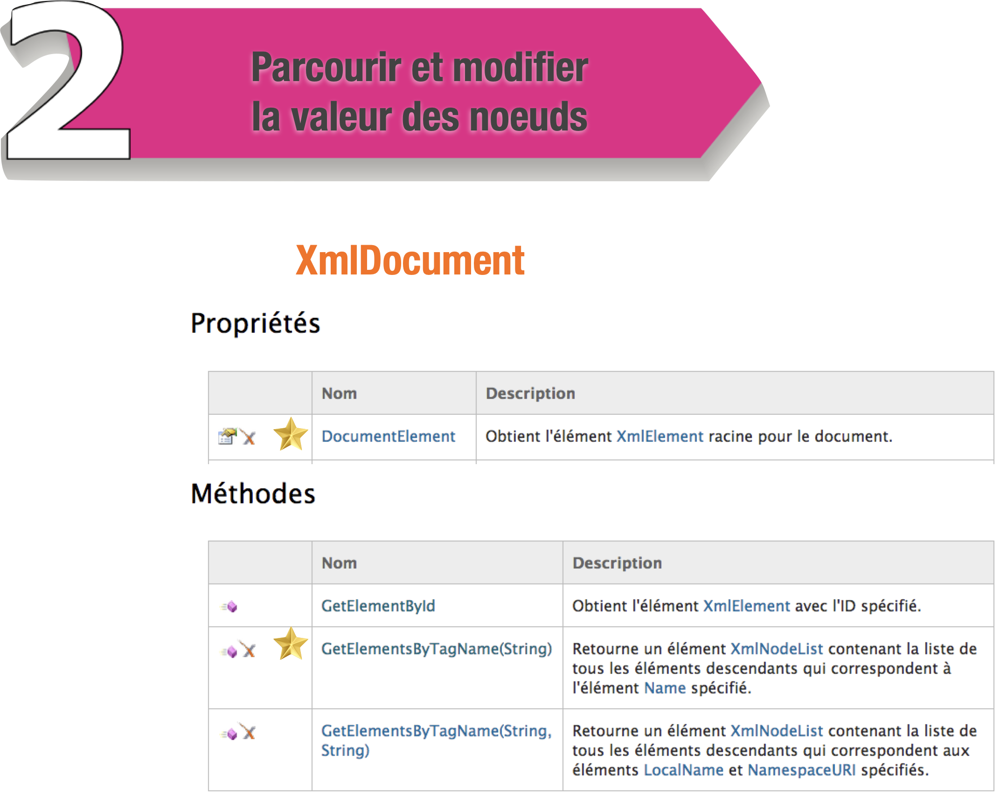 2
Parcourir et modifier
la valeur des noeuds
XmlDocument
Propriétés
Nom Description
DocumentElement Obtient l'élément XmlElement racine pour le document.
Méthodes
Nom Description
GetElementById Obtient l'élément XmlElement avec l'ID spécifié.
GetElementsByTagName(String) Retourne un élément XmlNodeList contenant la liste de
tous les éléments descendants qui correspondent à
l'élément Name spécifié.
GetElementsByTagName(String, Retourne un élément XmlNodeList contenant la liste de
String) tous les éléments descendants qui correspondent aux
éléments LocalName et NamespaceURI spécifiés.